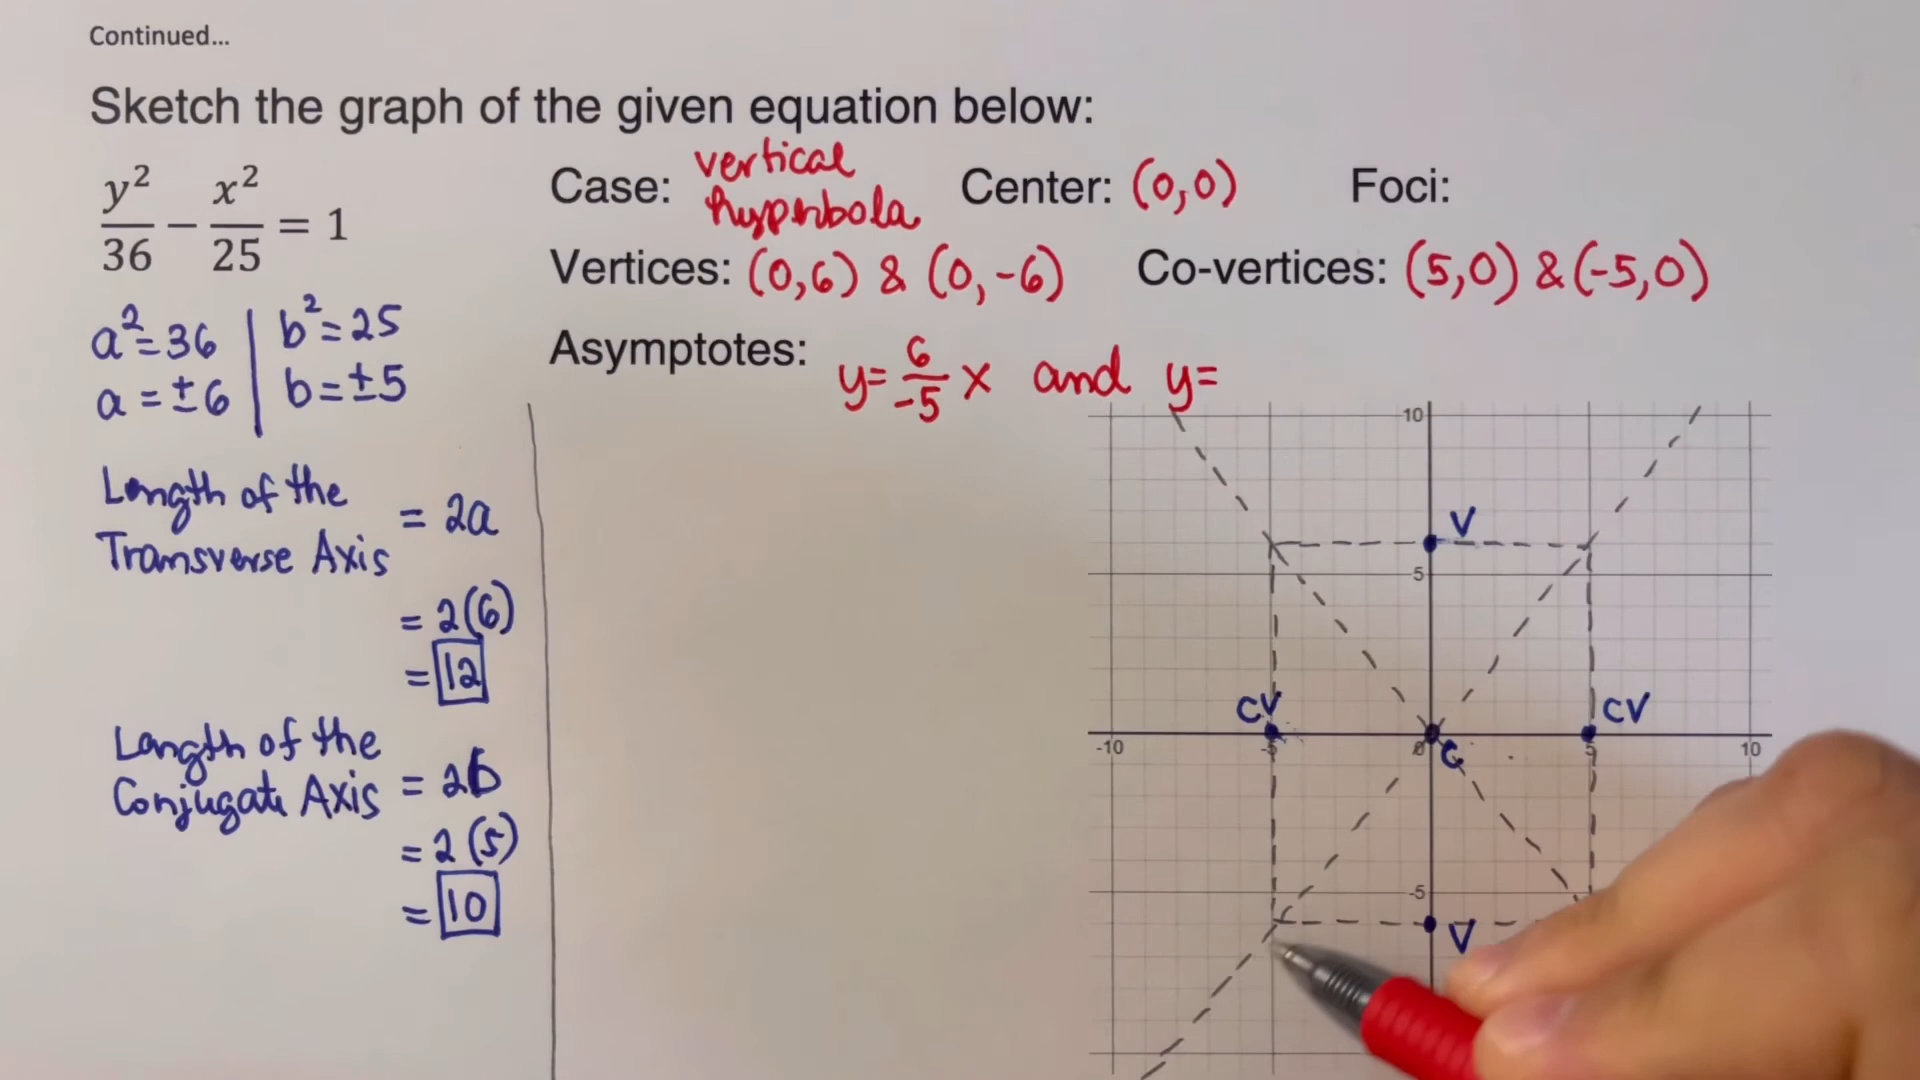 Continued...
Sketch the graph of the given equation below:
y²/36 − x²/25 = 1
Case: vertical hyperbola Center: (0,0) Foci:
Vertices: (0,6) & (0,-6) Co-vertices: (5,0) & (-5,0)
Asymptotes: y= 6/-5 x and y=
a²=36 | b²=25
a=±6 | b=±5
Length of the
Transverse Axis = 2a
= 2(6)
= 12
Length of the
Conjugate Axis = 2b
= 2(5)
= 10
10
V
5
CV CV
-10 -5 0 5 10
C
-5
V